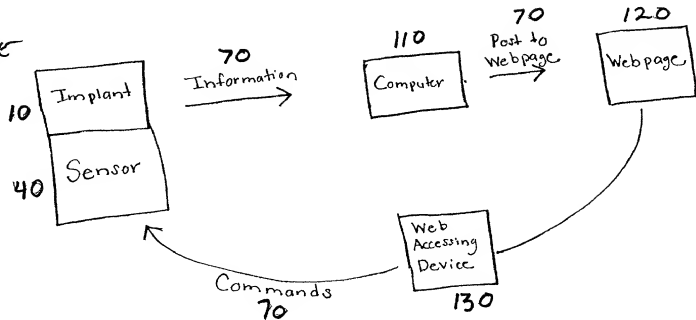 10
Implant
40
Sensor
70
Information
110
Computer
70
Post to
Webpage
120
Webpage
Web
Accessing
Device
130
Commands
70